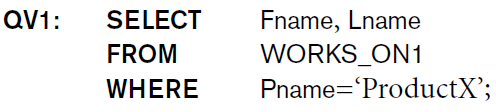 QV1: SELECT Fname, Lname
FROM WORKS_ON1
WHERE Pname=‘ProductX’;